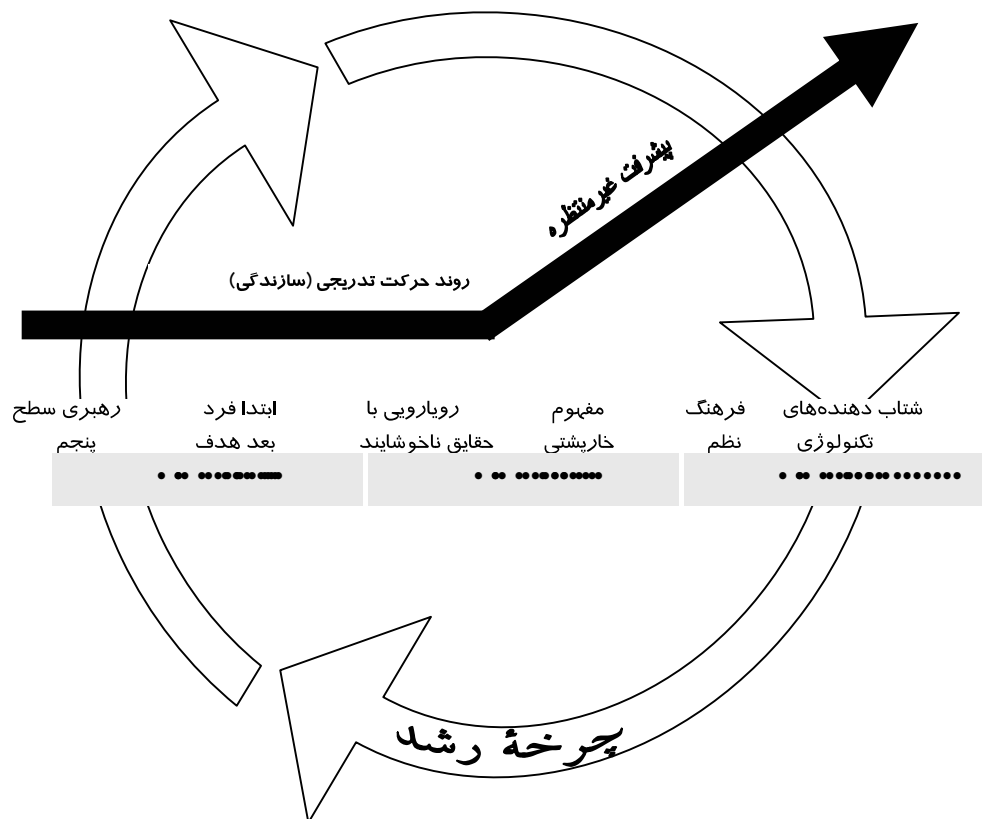 پیشرفت غیرمنتظره
روند حرکت تدریجی (سازندگی)
رهبری سطح
پنجم
ابتدا فرد
بعد هدف
رویارویی با
حقایق ناخوشایند
مفهوم
خارپشتی
فرهنگ
نظم
شتاب دهنده‌های
تکنولوژی
چرخۀ رشد